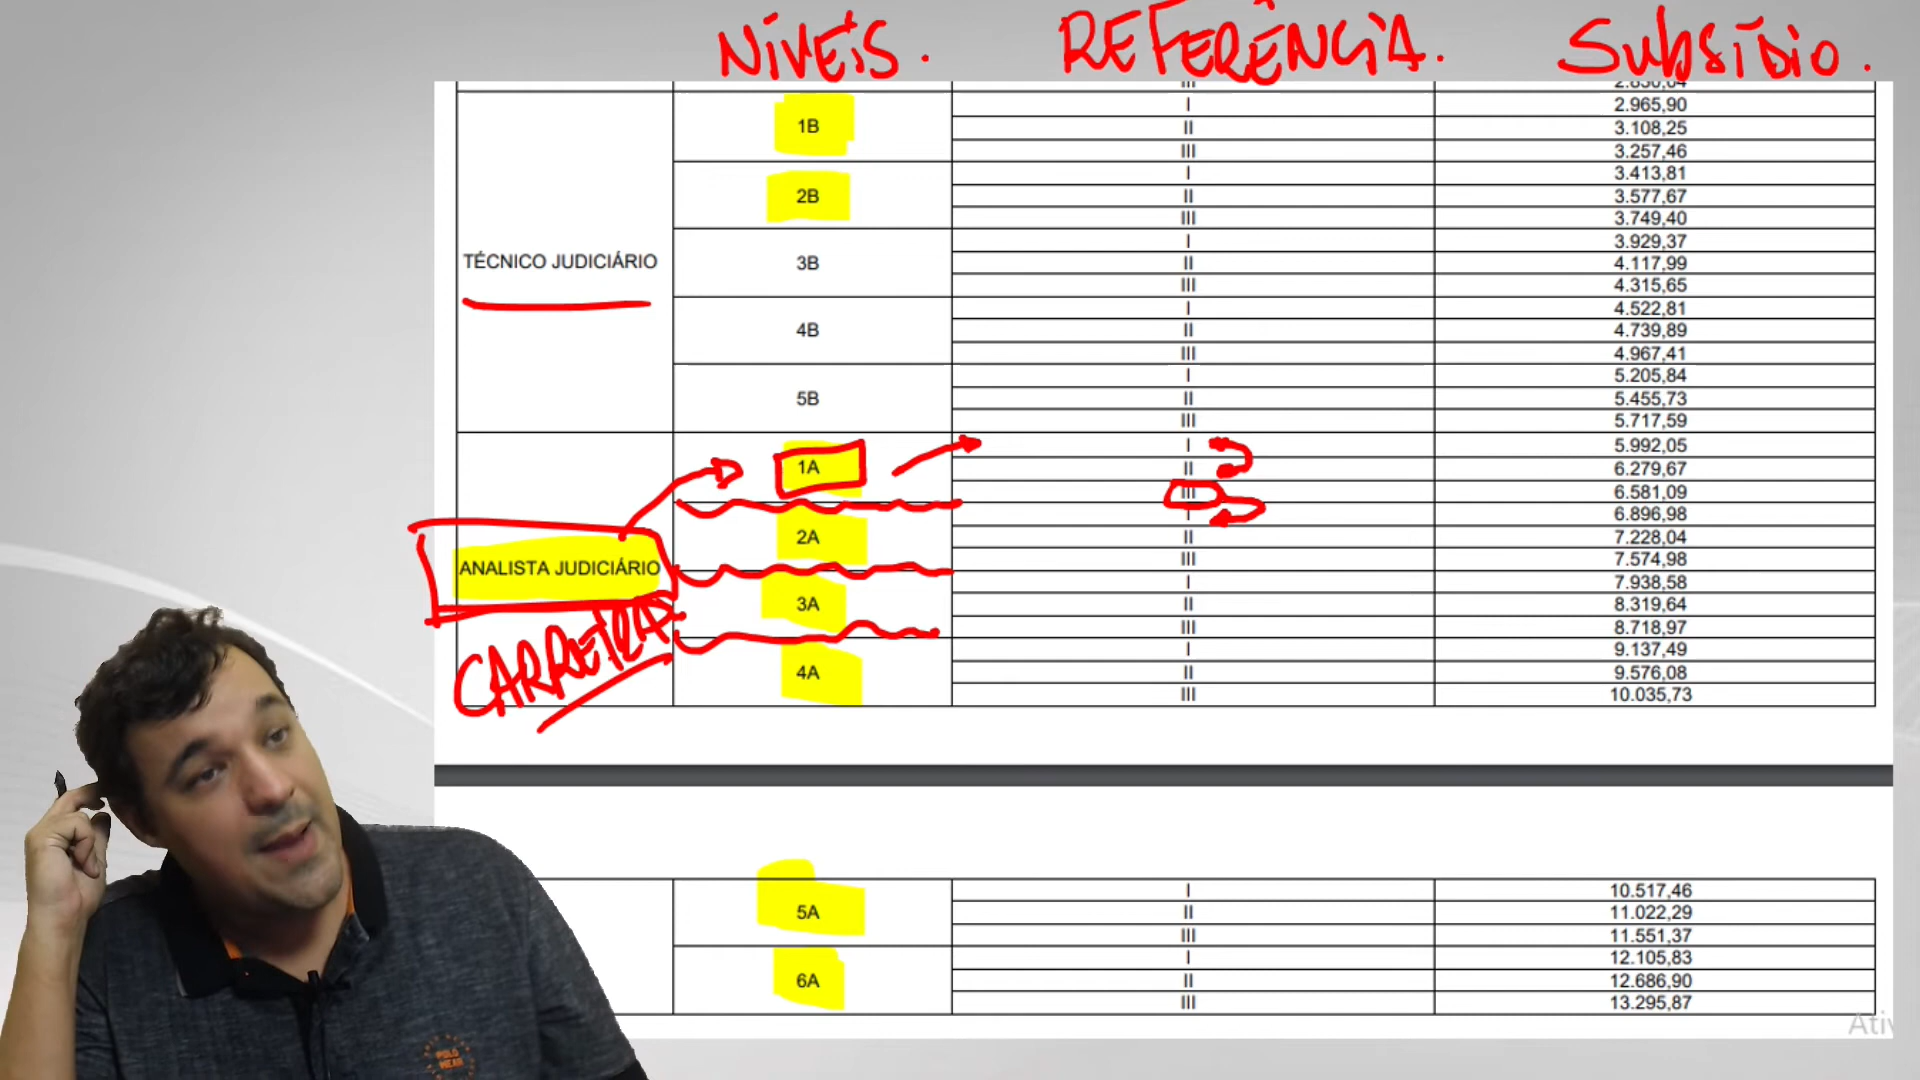 NÍVEIS. REFERÊNCIA. SUBSÍDIO.
III 2.830,04
TÉCNICO JUDICIÁRIO
1B
I 2.965,90
II 3.108,25
III 3.257,46
2B
I 3.413,81
II 3.577,67
III 3.749,40
3B
I 3.929,37
II 4.117,99
III 4.315,65
4B
I 4.522,81
II 4.739,89
III 4.967,41
5B
I 5.205,84
II 5.455,73
III 5.717,59
ANALISTA JUDICIÁRIO
CARREIRA
1A
I 5.992,05
II 6.279,67
III 6.581,09
2A
I 6.896,98
II 7.228,04
III 7.574,98
3A
I 7.938,58
II 8.319,64
III 8.718,97
4A
I 9.137,49
II 9.576,08
III 10.035,73
5A
I 10.517,46
II 11.022,29
III 11.551,37
6A
I 12.105,83
II 12.686,90
III 13.295,87
Ativ
POLO
WEAR